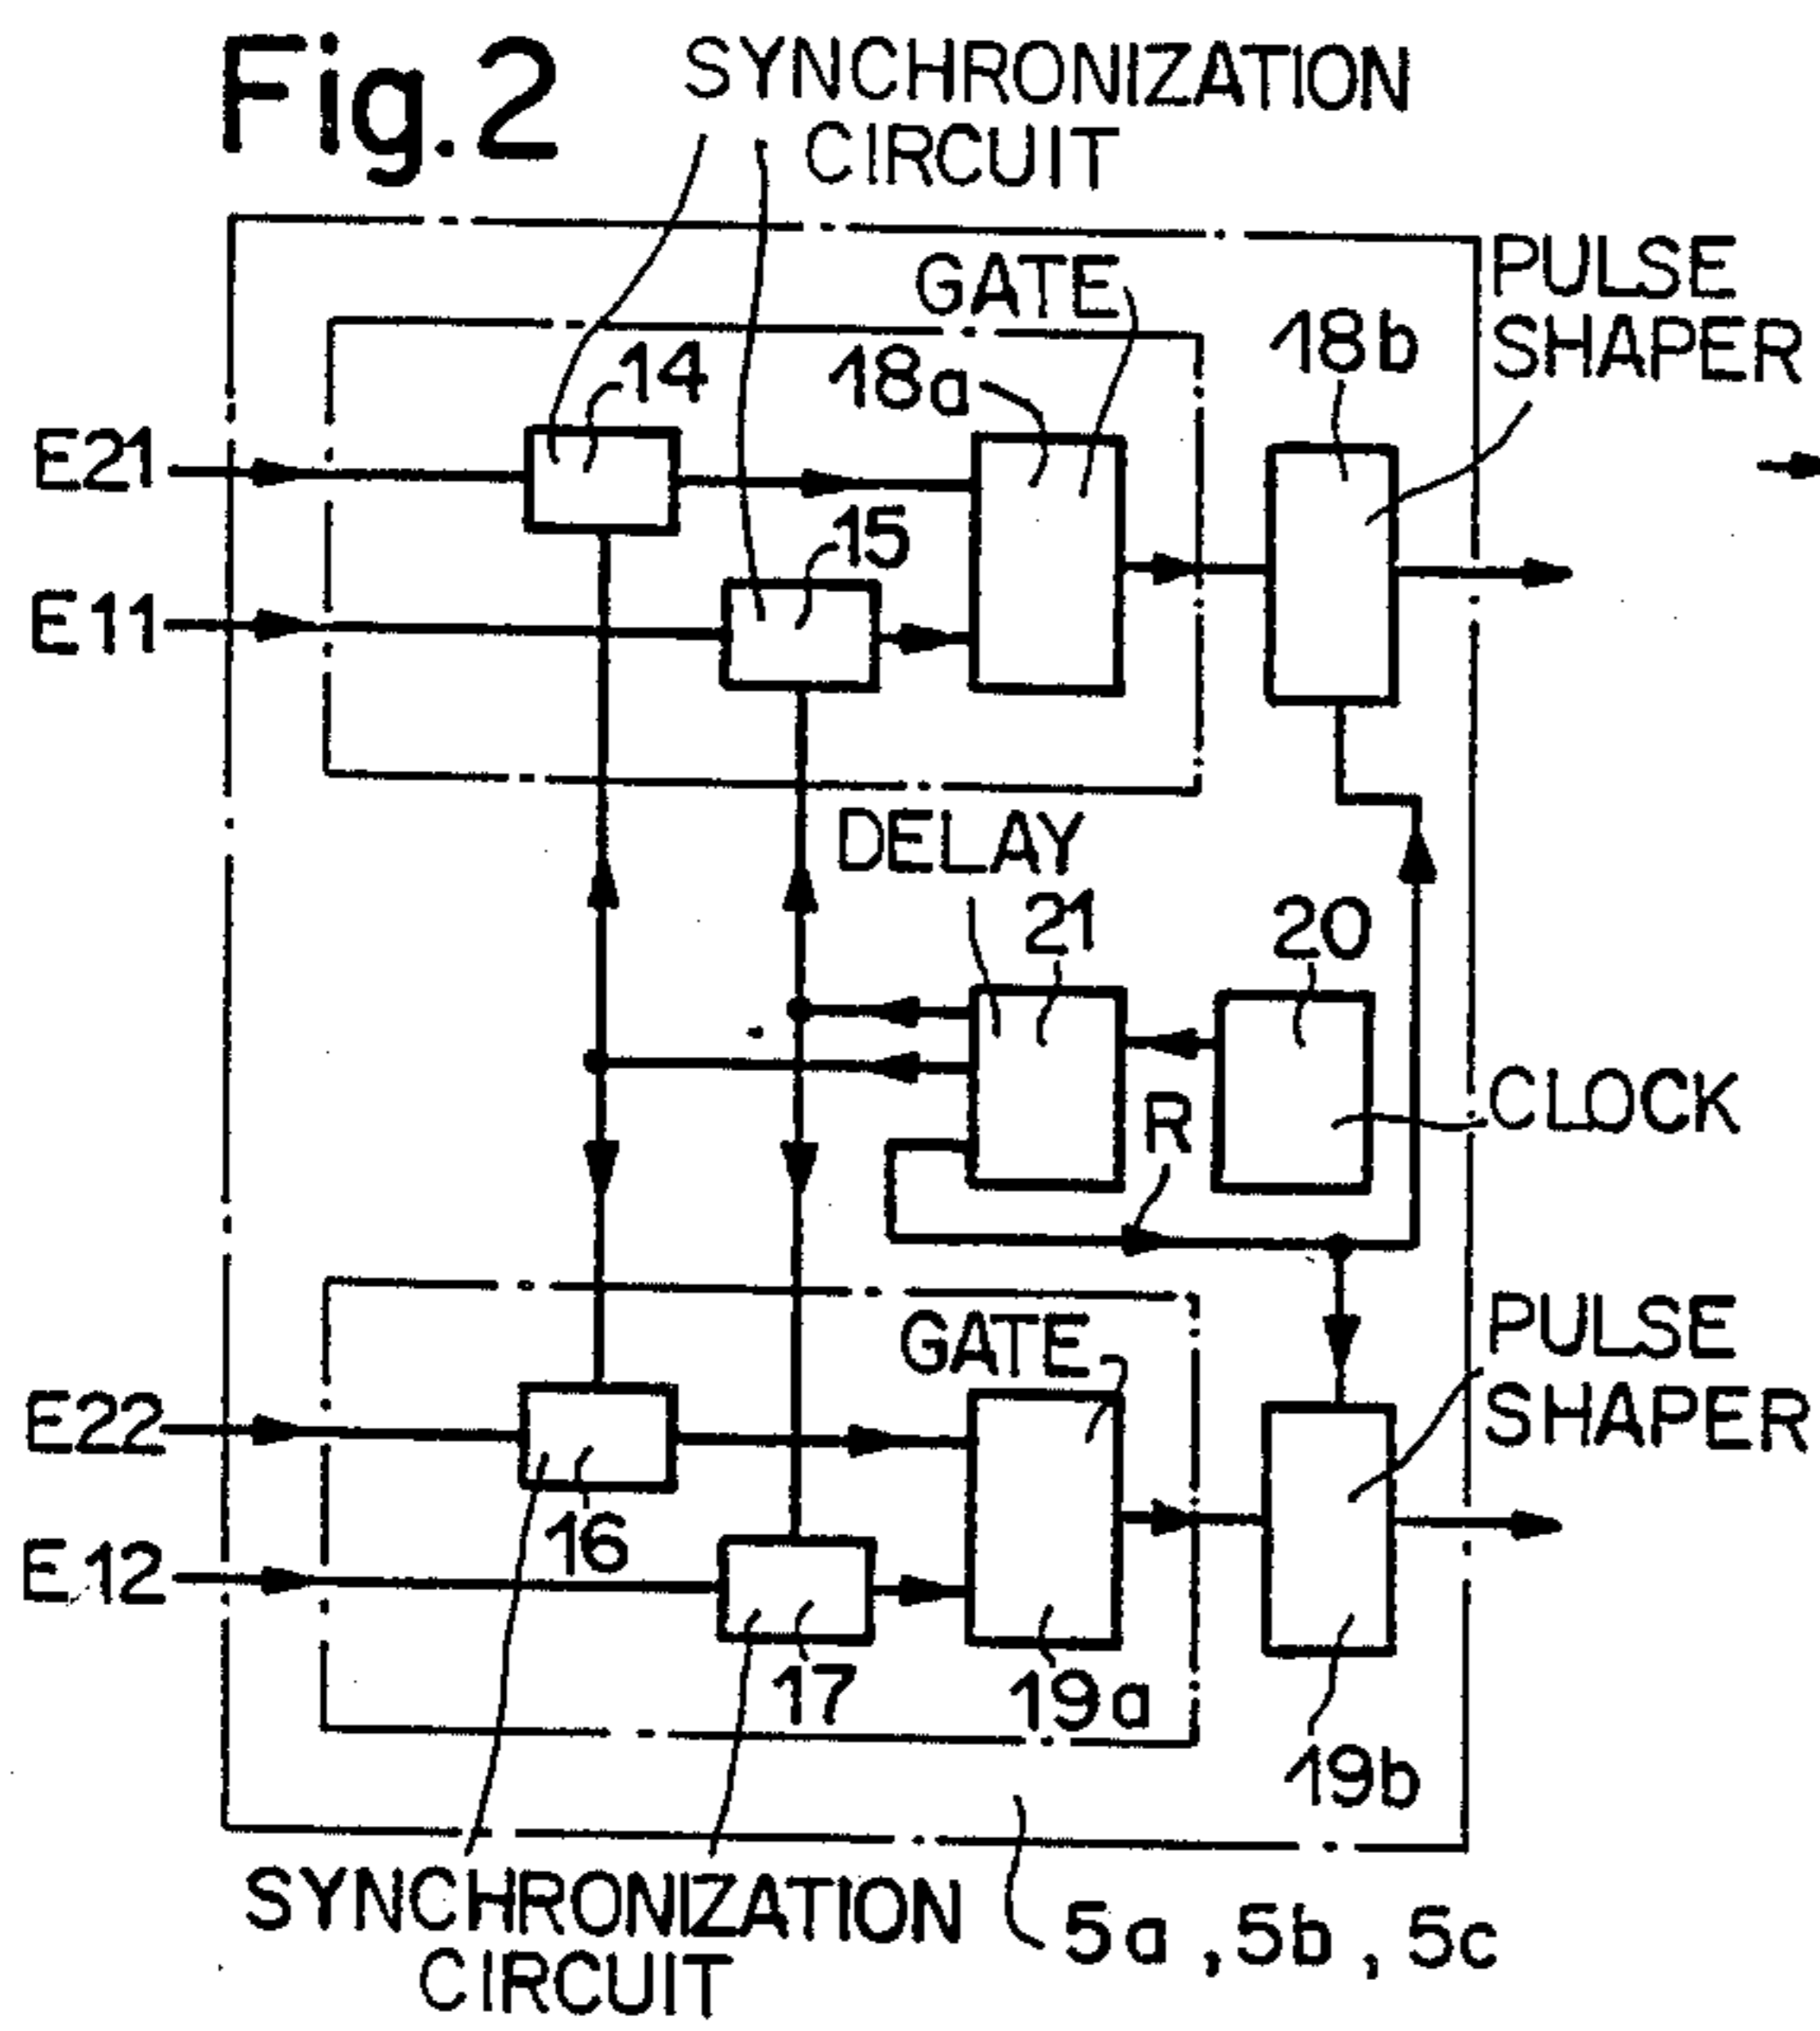 Fig.2
SYNCHRONIZATION
CIRCUIT
GATE
PULSE
SHAPER
18b
14
18a
E21
15
E11
DELAY
21
20
CLOCK
R
GATE
PULSE
SHAPER
E22
16
E12
17
19a
19b
SYNCHRONIZATION
CIRCUIT
5a, 5b, 5c